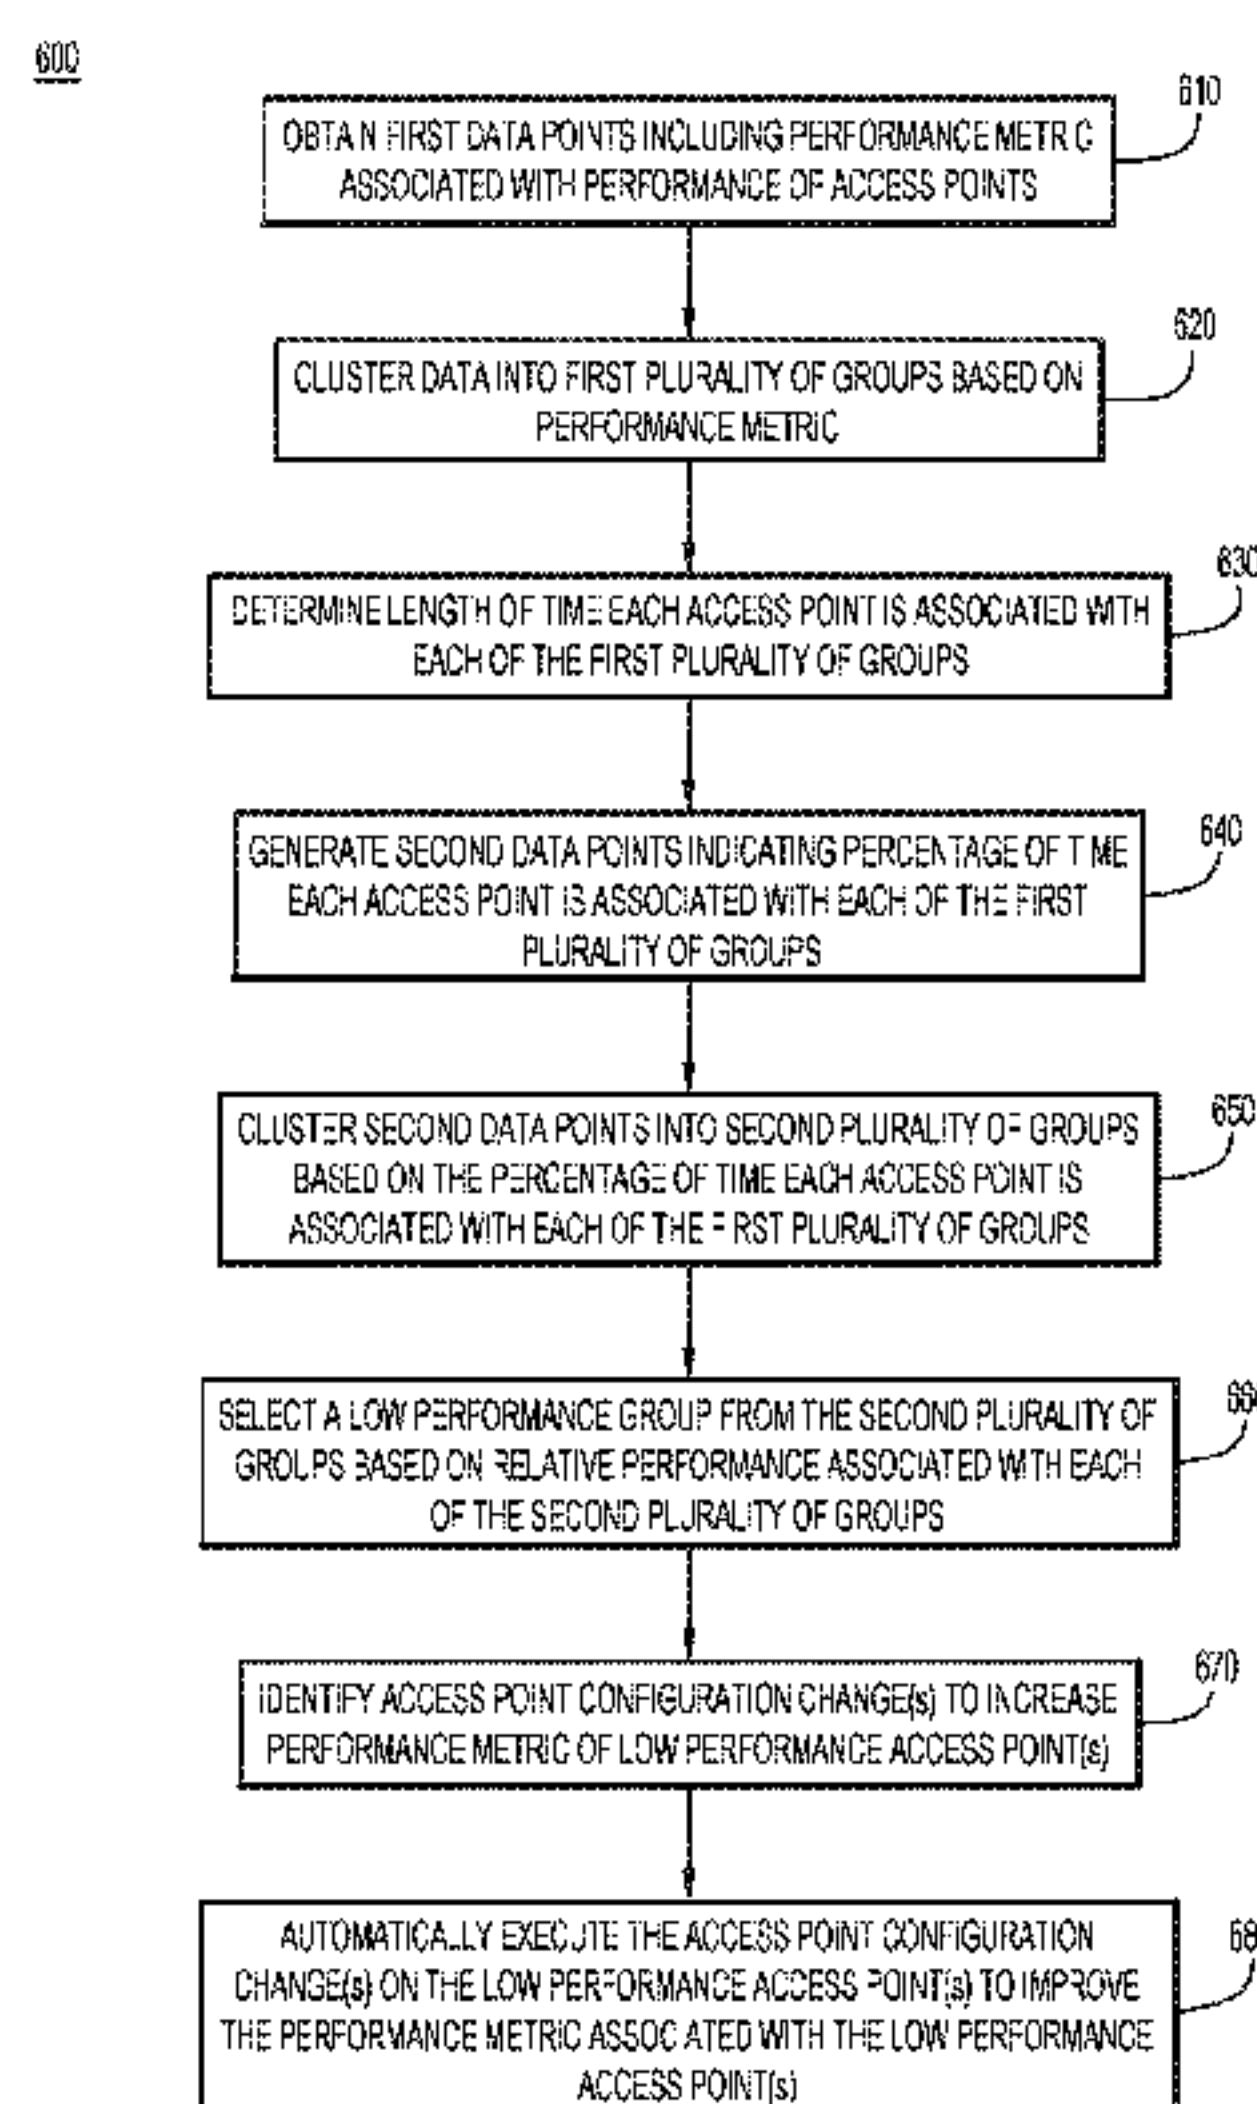 600
610
OBTAIN FIRST DATA POINTS INCLUDING PERFORMANCE METRIC
ASSOCIATED WITH PERFORMANCE OF ACCESS POINTS
620
CLUSTER DATA INTO FIRST PLURALITY OF GROUPS BASED ON
PERFORMANCE METRIC
630
DETERMINE LENGTH OF TIME EACH ACCESS POINT IS ASSOCIATED WITH
EACH OF THE FIRST PLURALITY OF GROUPS
640
GENERATE SECOND DATA POINTS INDICATING PERCENTAGE OF TIME
EACH ACCESS POINT IS ASSOCIATED WITH EACH OF THE FIRST
PLURALITY OF GROUPS
650
CLUSTER SECOND DATA POINTS INTO SECOND PLURALITY OF GROUPS
BASED ON THE PERCENTAGE OF TIME EACH ACCESS POINT IS
ASSOCIATED WITH EACH OF THE FIRST PLURALITY OF GROUPS
SELECT A LOW PERFORMANCE GROUP FROM THE SECOND PLURALITY OF
GROUPS BASED ON RELATIVE PERFORMANCE ASSOCIATED WITH EACH
OF THE SECOND PLURALITY OF GROUPS
670
IDENTIFY ACCESS POINT CONFIGURATION CHANGE(s) TO INCREASE
PERFORMANCE METRIC OF LOW PERFORMANCE ACCESS POINT(s)
AUTOMATICALLY EXECUTE THE ACCESS POINT CONFIGURATION
CHANGE(s) ON THE LOW PERFORMANCE ACCESS POINT(s) TO IMPROVE
THE PERFORMANCE METRIC ASSOCIATED WITH THE LOW PERFORMANCE
ACCESS POINT(s)